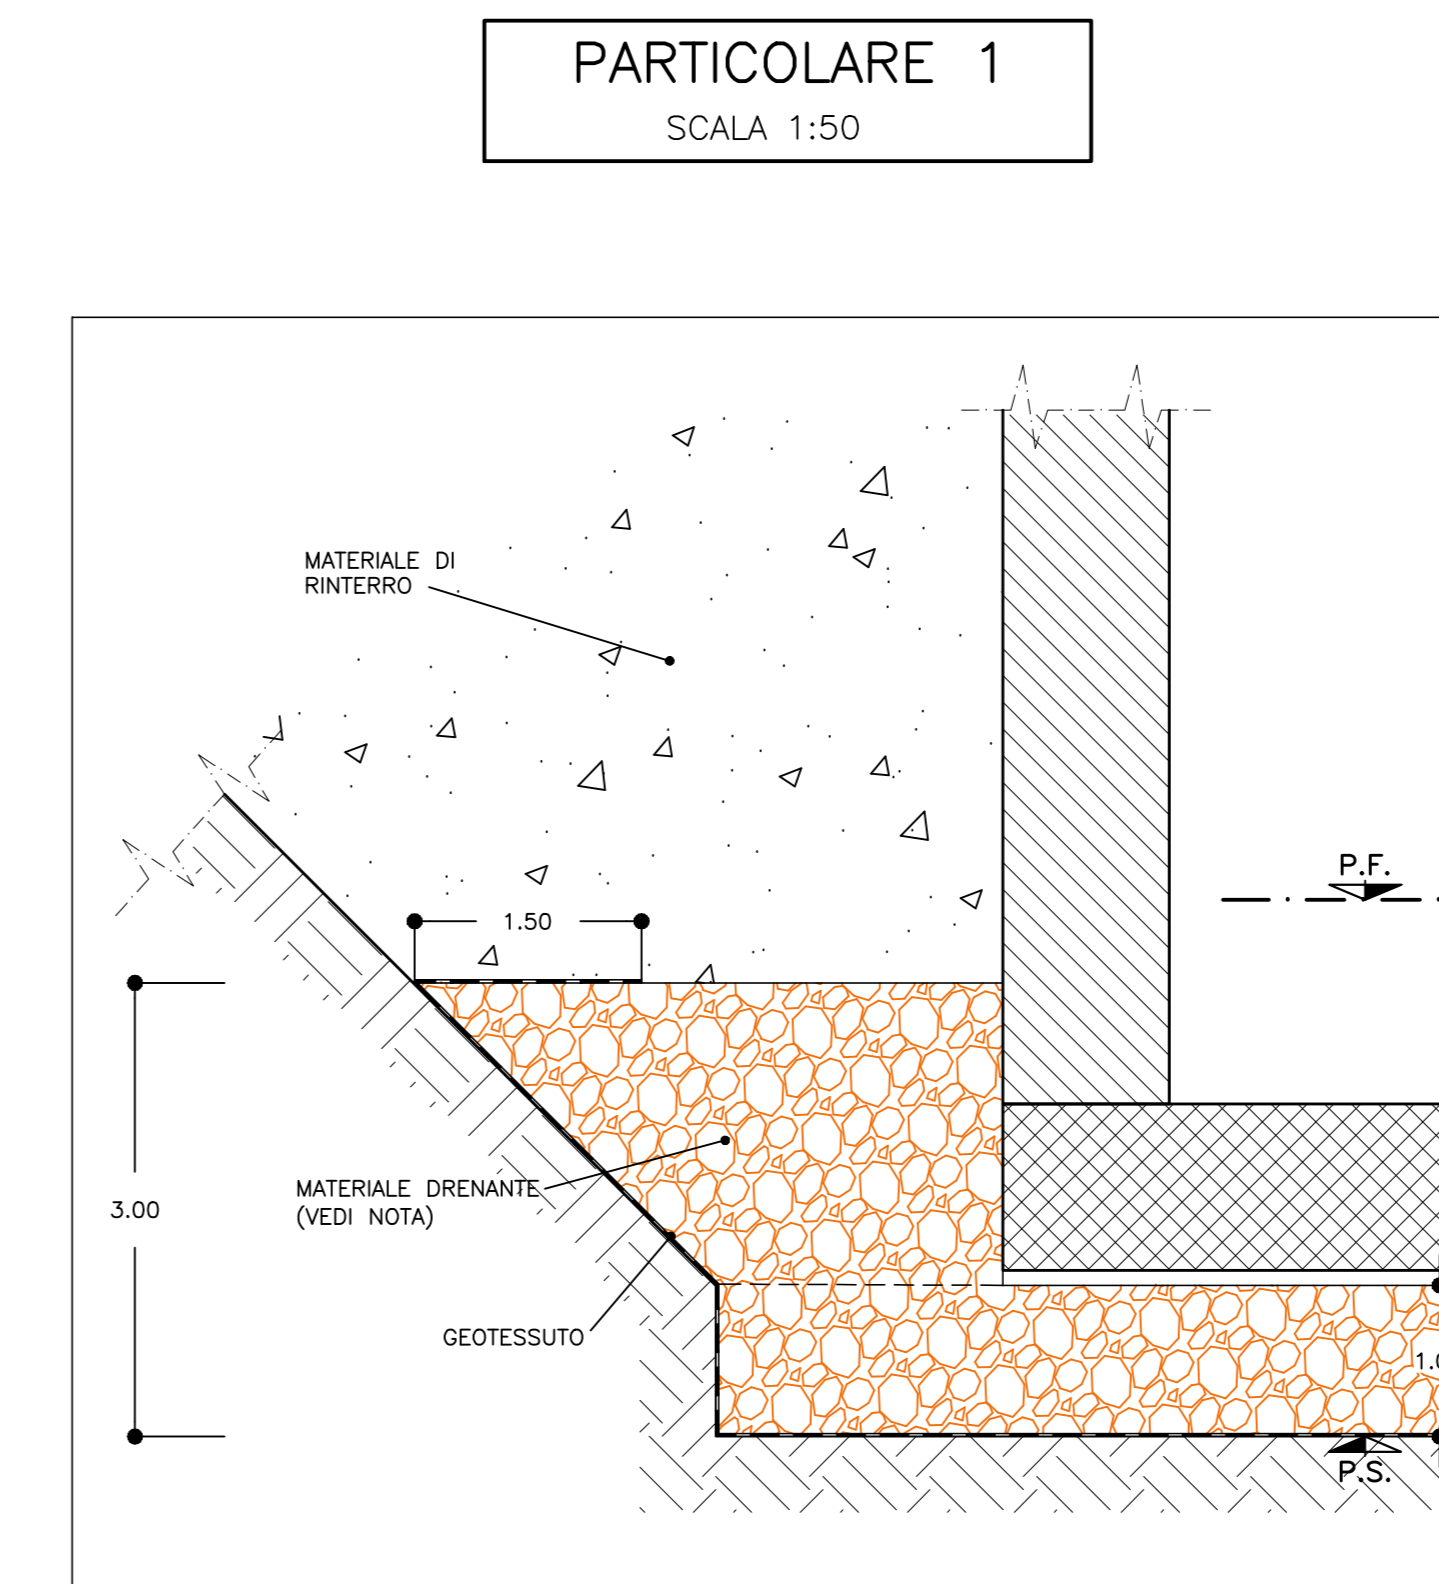 PARTICOLARE 1
SCALA 1:50
MATERIALE DI
RINTERRO
P.F.
1.50
3.00
MATERIALE DRENANTE
(VEDI NOTA)
GEOTESSUTO
P.S.